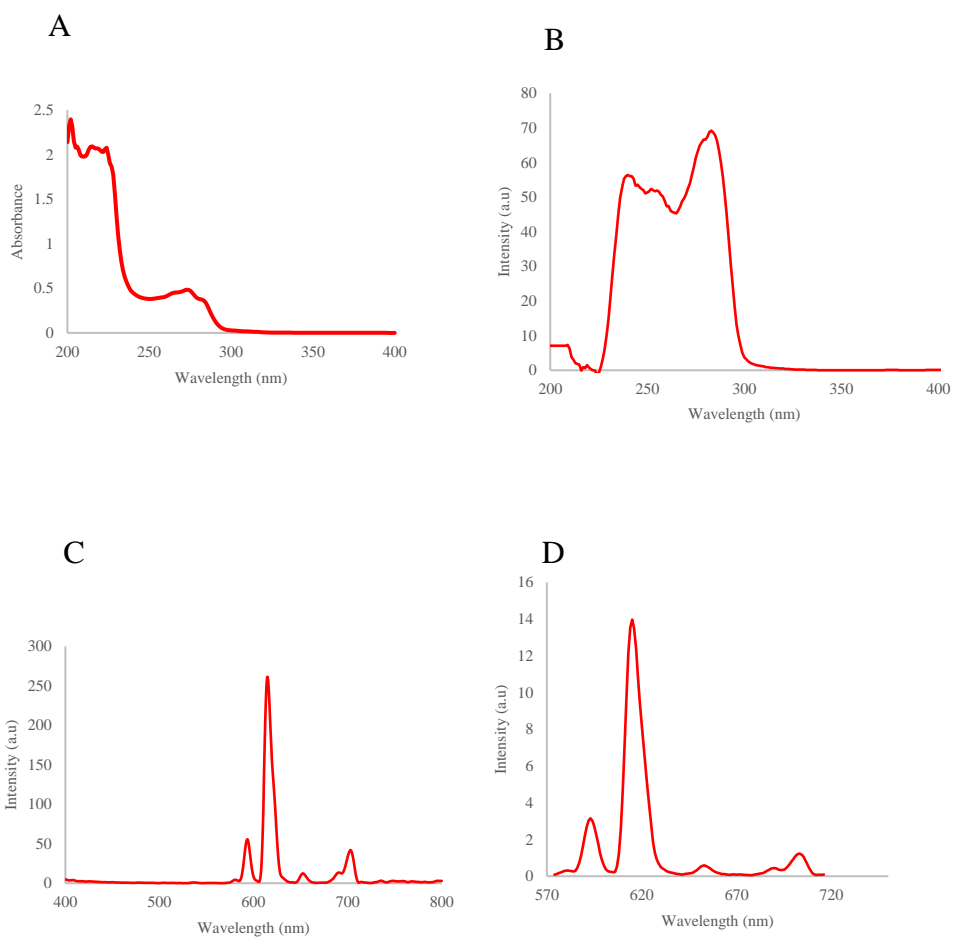 A
B
2.5
2
1.5
1
0.5
0
Absorbance
200 250 300 350 400
Wavelength (nm)
80
70
60
50
40
30
20
10
0
Intensity (a.u)
200 250 300 350 400
Wavelength (nm)
C
D
300
250
200
150
100
50
0
Intensity (a.u)
400 500 600 700 800
Wavelength (nm)
16
14
12
10
8
6
4
2
0
Intensity (a.u)
570 620 670 720
Wavelength (nm)